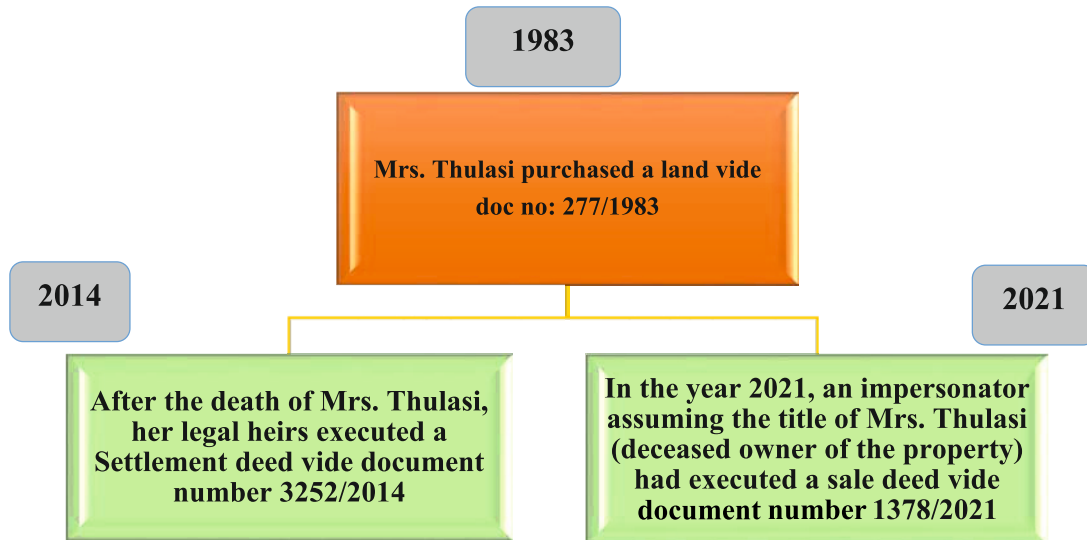 1983
Mrs. Thulasi purchased a land vide
doc no: 277/1983
2014
2021
After the death of Mrs. Thulasi,
her legal heirs executed a
Settlement deed vide document
number 3252/2014
In the year 2021, an impersonator
assuming the title of Mrs. Thulasi
(deceased owner of the property)
had executed a sale deed vide
document number 1378/2021